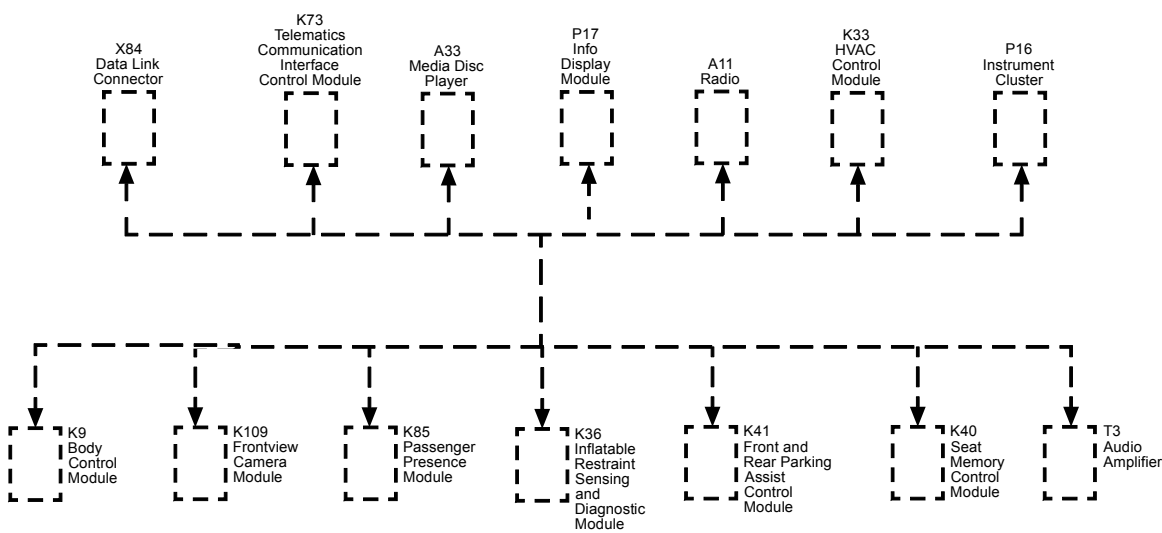 X84
Data Link
Connector
K73
Telematics
Communication
Interface
Control Module
A33
Media Disc
Player
P17
Info
Display
Module
A11
Radio
K33
HVAC
Control
Module
P16
Instrument
Cluster
K9
Body
Control
Module
K109
Frontview
Camera
Module
K85
Passenger
Presence
Module
K36
Inflatable
Restraint
Sensing
and
Diagnostic
Module
K41
Front and
Rear Parking
Assist
Control
Module
K40
Seat
Memory
Control
Module
T3
Audio
Amplifier